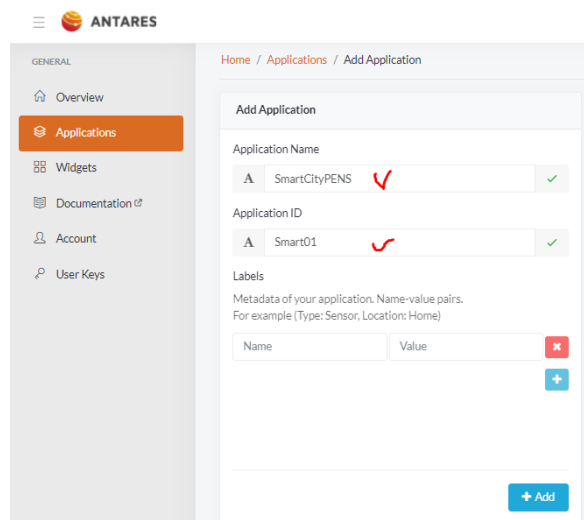 ANTARES
GENERAL
Overview
Applications
Widgets
Documentation
Account
User Keys
Home / Applications / Add Application
Add Application
Application Name
A SmartCityPENS
Application ID
A Smart01
Labels
Metadata of your application. Name-value pairs.
For example (Type: Sensor, Location: Home)
Name Value
+ Add